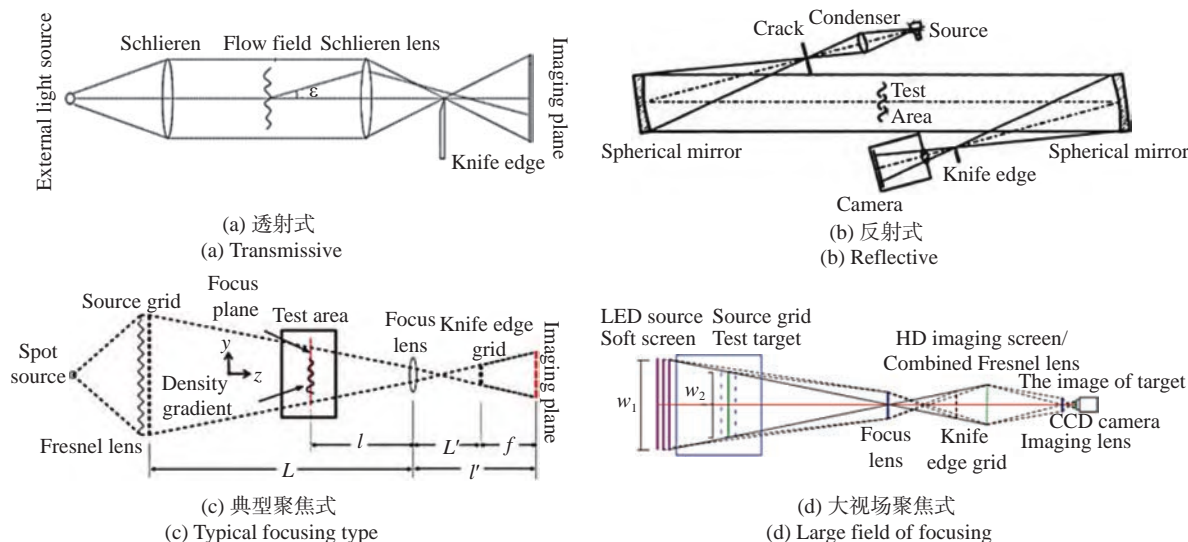 External light source
Schlieren
Flow field
Schlieren lens
ε
Knife edge
Imaging plane
(a) 透射式
(a) Transmissive
Crack
Condenser
Source
Test
Area
Spherical mirror
Spherical mirror
Knife edge
Camera
(b) 反射式
(b) Reflective
Source grid
Focus
plane
Test area
Focus
lens
Knife edge
grid
Imaging plane
Spot
source
y
z
Density
gradient
Fresnel lens
l
L'
f
L
l'
(c) 典型聚焦式
(c) Typical focusing type
LED source
Soft screen
Source grid
Test target
HD imaging screen/
Combined Fresnel lens
The image of target
w1
w2
CCD camera
Imaging lens
Focus
lens
Knife
edge grid
(d) 大视场聚焦式
(d) Large field of focusing